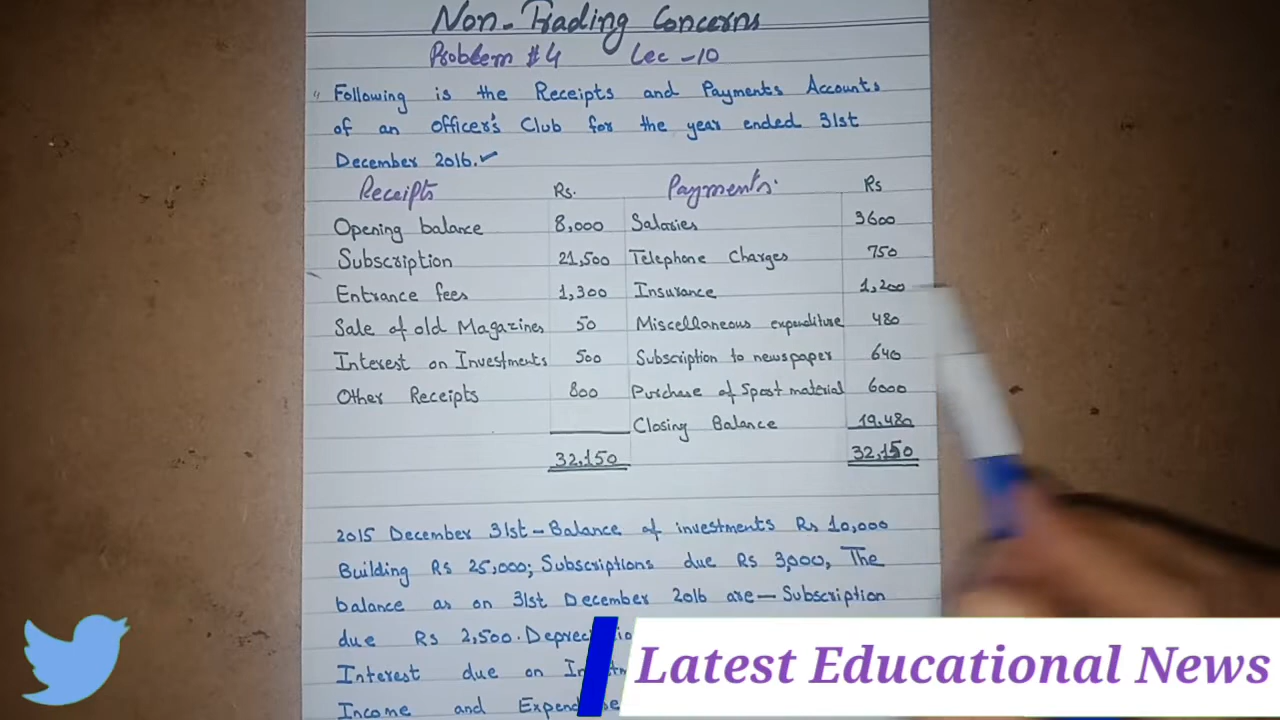 Non-Trading Concerns
Problem #4 Lec-10
Following is the Receipts and Payments Accounts
of an officer's Club for the year ended 31st
December 2016.
Receipts Rs. Payments. Rs
Opening balance 8,000 Salaries 3600
Subscription 21,500 Telephone Charges 750
Entrance fees 1,300 Insurance 1,200
Sale of old Magazines 50 Miscellaneous expenditure 480
Interest on Investments 500 Subscription to newspaper 640
Other Receipts 800 Purchase of Sport material 6000
Closing Balance 19,480
32,150 32,150
2015 December 31st - Balance of investments Rs 10,000
Building Rs 25,000; Subscriptions due Rs 3,000, The
balance as on 31st December 2016 are - Subscription
due Rs 2,500.
Interest due on
Income and
Latest Educational News